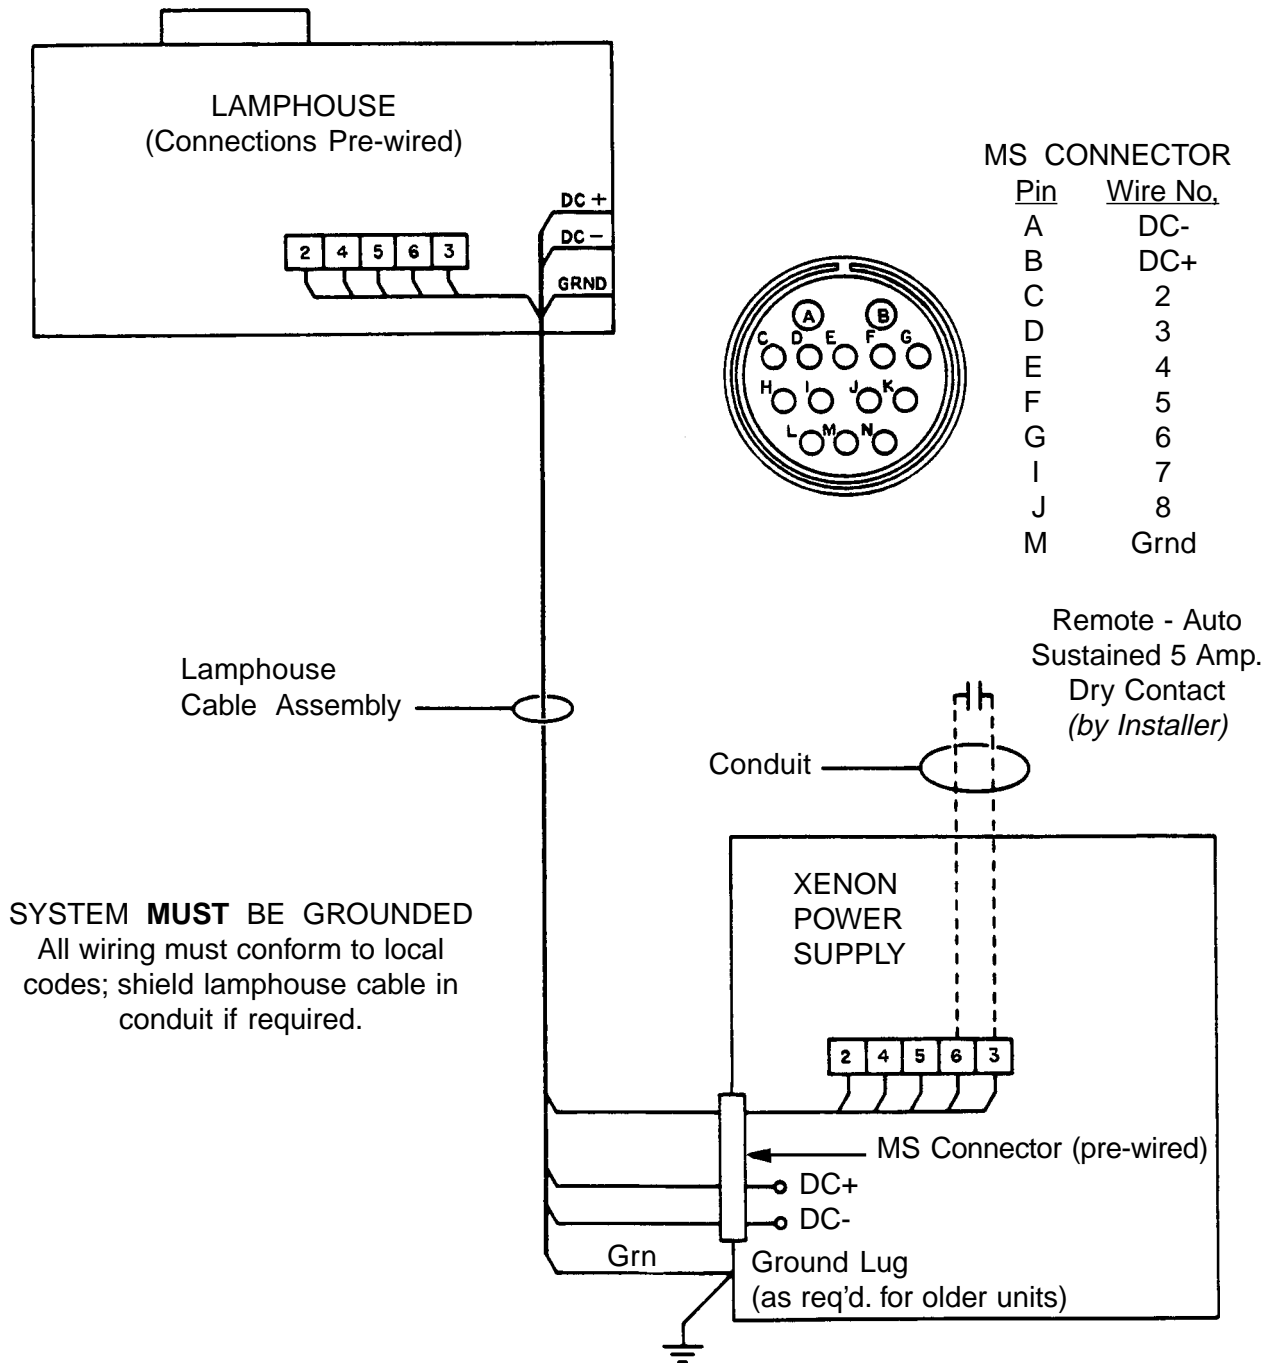 LAMPHOUSE
(Connections Pre-wired)
DC +
DC -
GRND
2 4 5 6 3
MS CONNECTOR
Pin Wire No,
A DC-
B DC+
C 2
D 3
E 4
F 5
G 6
I 7
J 8
M Grnd
A B
C D E F G
H I J K
L M N
Remote - Auto
Sustained 5 Amp.
Dry Contact
(by Installer)
Lamphouse
Cable Assembly
Conduit
SYSTEM MUST BE GROUNDED
All wiring must conform to local
codes; shield lamphouse cable in
conduit if required.
XENON
POWER
SUPPLY
2 4 5 6 3
MS Connector (pre-wired)
DC+
DC-
Grn
Ground Lug
(as req'd. for older units)